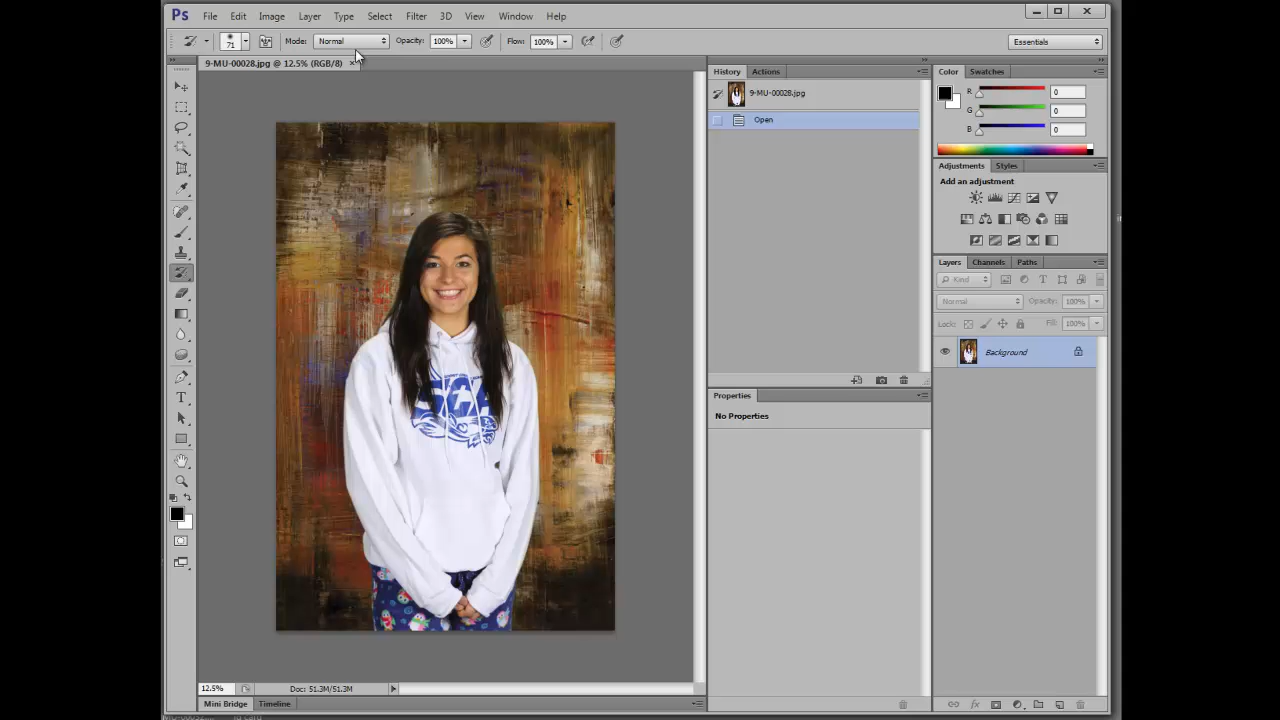 Ps File Edit Image Layer Type Select Filter 3D View Window Help
71 Mode: Normal Opacity: 100% Flow: 100% Essentials
9-MU-00028.jpg @ 12.5% (RGB/8) ×
History Actions
9-MU-00028.jpg
Open
Properties
No Properties
Color Swatches
R 0
G 0
B 0
Adjustments Styles
Add an adjustment
Layers Channels Paths
Kind
Normal Opacity: 100%
Lock: Fill: 100%
Background
12.5% Doc: 51.3M/51.3M
Mini Bridge Timeline